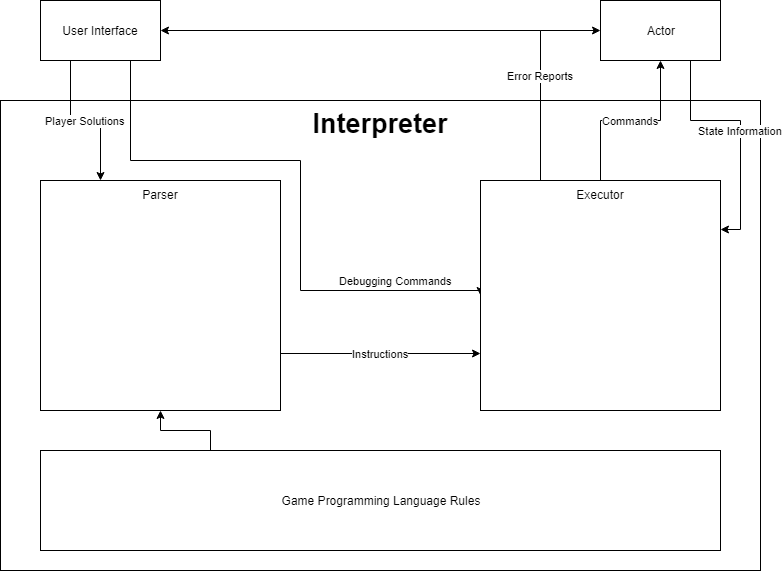 User Interface
Actor
Error Reports
Player Solutions
Interpreter
Commands
State Information
Parser
Executor
Debugging Commands
Instructions
Game Programming Language Rules